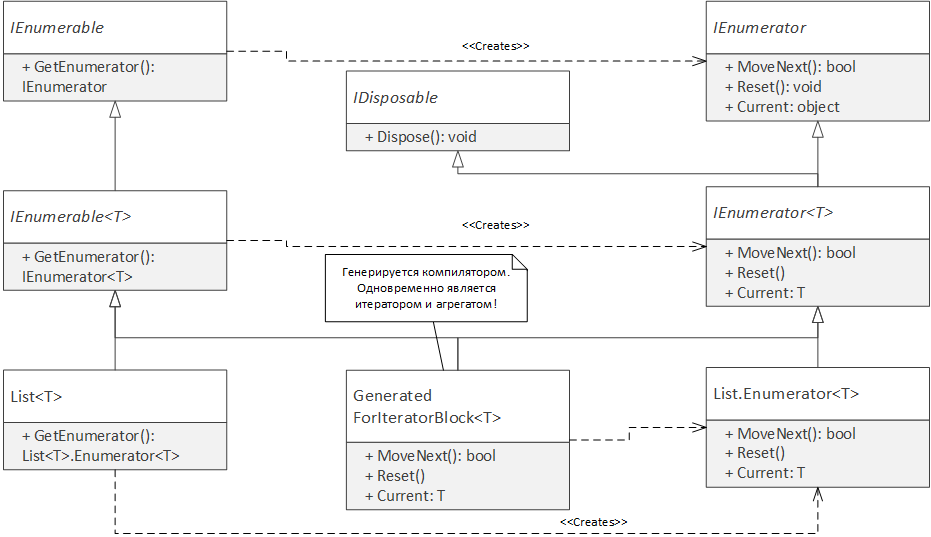 IEnumerable
+ GetEnumerator():
IEnumerator
<<Creates>>
IEnumerator
+ MoveNext(): bool
+ Reset(): void
+ Current: object
IDisposable
+ Dispose(): void
IEnumerable<T>
+ GetEnumerator():
IEnumerator<T>
<<Creates>>
IEnumerator<T>
+ MoveNext(): bool
+ Reset()
+ Current: T
Генерируется компилятором.
Одновременно является
итератором и агрегатом!
List<T>
+ GetEnumerator():
List<T>.Enumerator<T>
Generated
ForIteratorBlock<T>
+ MoveNext(): bool
+ Reset()
+ Current: T
List.Enumerator<T>
+ MoveNext(): bool
+ Reset()
+ Current: T
<<Creates>>